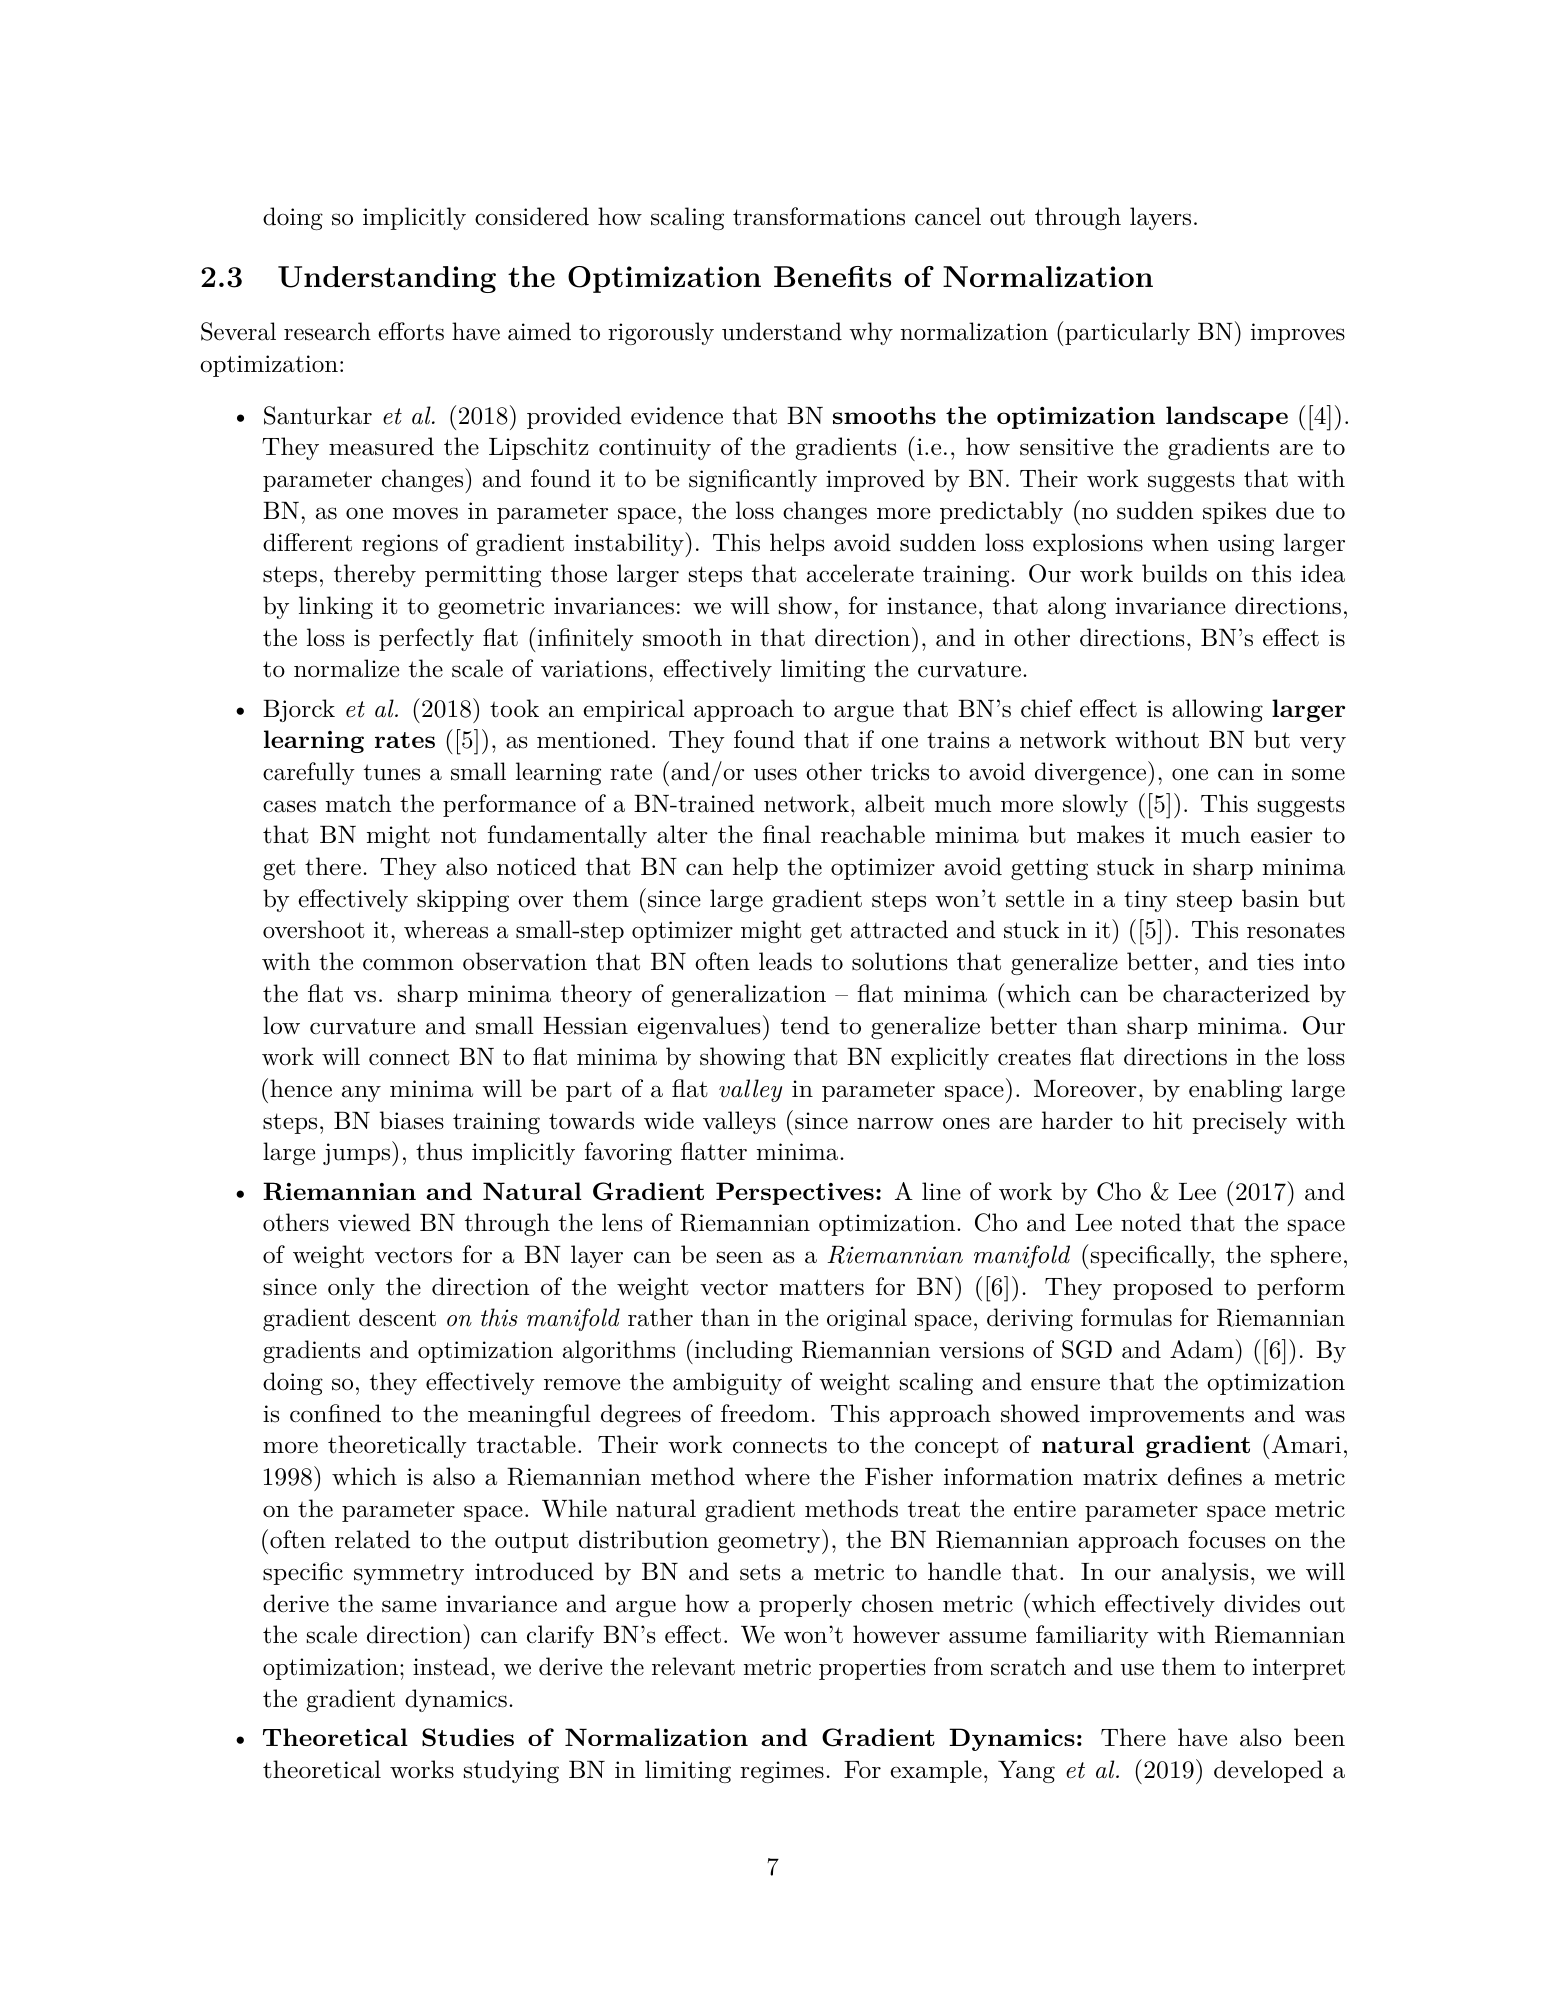 doing so implicitly considered how scaling transformations cancel out through layers.
2.3 Understanding the Optimization Benefits of Normalization
Several research efforts have aimed to rigorously understand why normalization (particularly BN) improves
optimization:
• Santurkar et al. (2018) provided evidence that BN smooths the optimization landscape ([4]).
They measured the Lipschitz continuity of the gradients (i.e., how sensitive the gradients are to
parameter changes) and found it to be significantly improved by BN. Their work suggests that with
BN, as one moves in parameter space, the loss changes more predictably (no sudden spikes due to
different regions of gradient instability). This helps avoid sudden loss explosions when using larger
steps, thereby permitting those larger steps that accelerate training. Our work builds on this idea
by linking it to geometric invariances: we will show, for instance, that along invariance directions,
the loss is perfectly flat (infinitely smooth in that direction), and in other directions, BN's effect is
to normalize the scale of variations, effectively limiting the curvature.
• Bjorck et al. (2018) took an empirical approach to argue that BN's chief effect is allowing larger
learning rates ([5]), as mentioned. They found that if one trains a network without BN but very
carefully tunes a small learning rate (and/or uses other tricks to avoid divergence), one can in some
cases match the performance of a BN-trained network, albeit much more slowly ([5]). This suggests
that BN might not fundamentally alter the final reachable minima but makes it much easier to
get there. They also noticed that BN can help the optimizer avoid getting stuck in sharp minima
by effectively skipping over them (since large gradient steps won't settle in a tiny steep basin but
overshoot it, whereas a small-step optimizer might get attracted and stuck in it) ([5]). This resonates
with the common observation that BN often leads to solutions that generalize better, and ties into
the flat vs. sharp minima theory of generalization – flat minima (which can be characterized by
low curvature and small Hessian eigenvalues) tend to generalize better than sharp minima. Our
work will connect BN to flat minima by showing that BN explicitly creates flat directions in the loss
(hence any minima will be part of a flat valley in parameter space). Moreover, by enabling large
steps, BN biases training towards wide valleys (since narrow ones are harder to hit precisely with
large jumps), thus implicitly favoring flatter minima.
• Riemannian and Natural Gradient Perspectives: A line of work by Cho & Lee (2017) and
others viewed BN through the lens of Riemannian optimization. Cho and Lee noted that the space
of weight vectors for a BN layer can be seen as a Riemannian manifold (specifically, the sphere,
since only the direction of the weight vector matters for BN) ([6]). They proposed to perform
gradient descent on this manifold rather than in the original space, deriving formulas for Riemannian
gradients and optimization algorithms (including Riemannian versions of SGD and Adam) ([6]). By
doing so, they effectively remove the ambiguity of weight scaling and ensure that the optimization
is confined to the meaningful degrees of freedom. This approach showed improvements and was
more theoretically tractable. Their work connects to the concept of natural gradient (Amari,
1998) which is also a Riemannian method where the Fisher information matrix defines a metric
on the parameter space. While natural gradient methods treat the entire parameter space metric
(often related to the output distribution geometry), the BN Riemannian approach focuses on the
specific symmetry introduced by BN and sets a metric to handle that. In our analysis, we will
derive the same invariance and argue how a properly chosen metric (which effectively divides out
the scale direction) can clarify BN's effect. We won't however assume familiarity with Riemannian
optimization; instead, we derive the relevant metric properties from scratch and use them to interpret
the gradient dynamics.
• Theoretical Studies of Normalization and Gradient Dynamics: There have also been
theoretical works studying BN in limiting regimes. For example, Yang et al. (2019) developed a
7